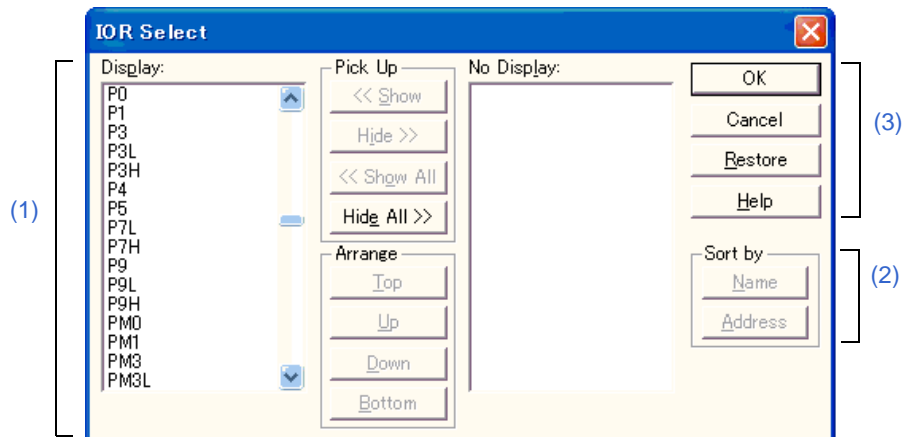 IOR Select
Display:
P0
P1
P3
P3L
P3H
P4
P5
P7L
P7H
P9
P9L
P9H
PM0
PM1
PM3
PM3L
Pick Up
<< Show
Hide >>
<< Show All
Hide All >>
Arrange
Top
Up
Down
Bottom
No Display:
OK
Cancel
Restore
Help
Sort by
Name
Address
(1)
(3)
(2)